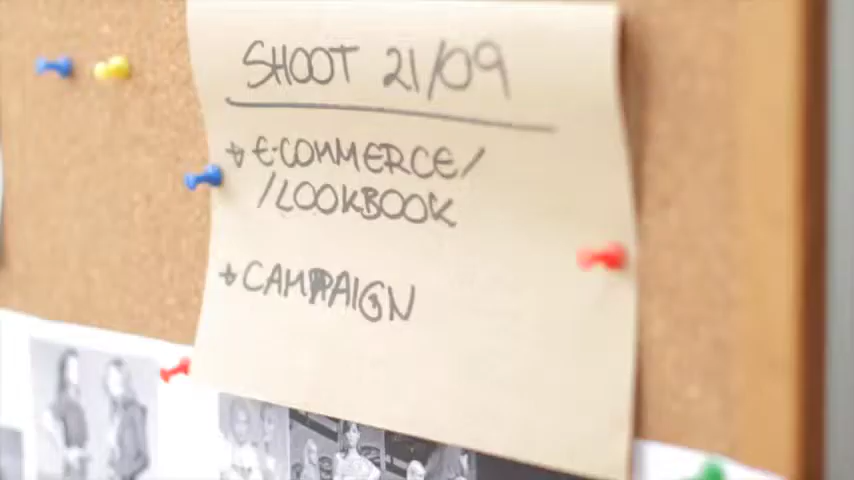 SHOOT 21/09
→ E-COMMERCE/
/LOOKBOOK
→ CAMPAIGN